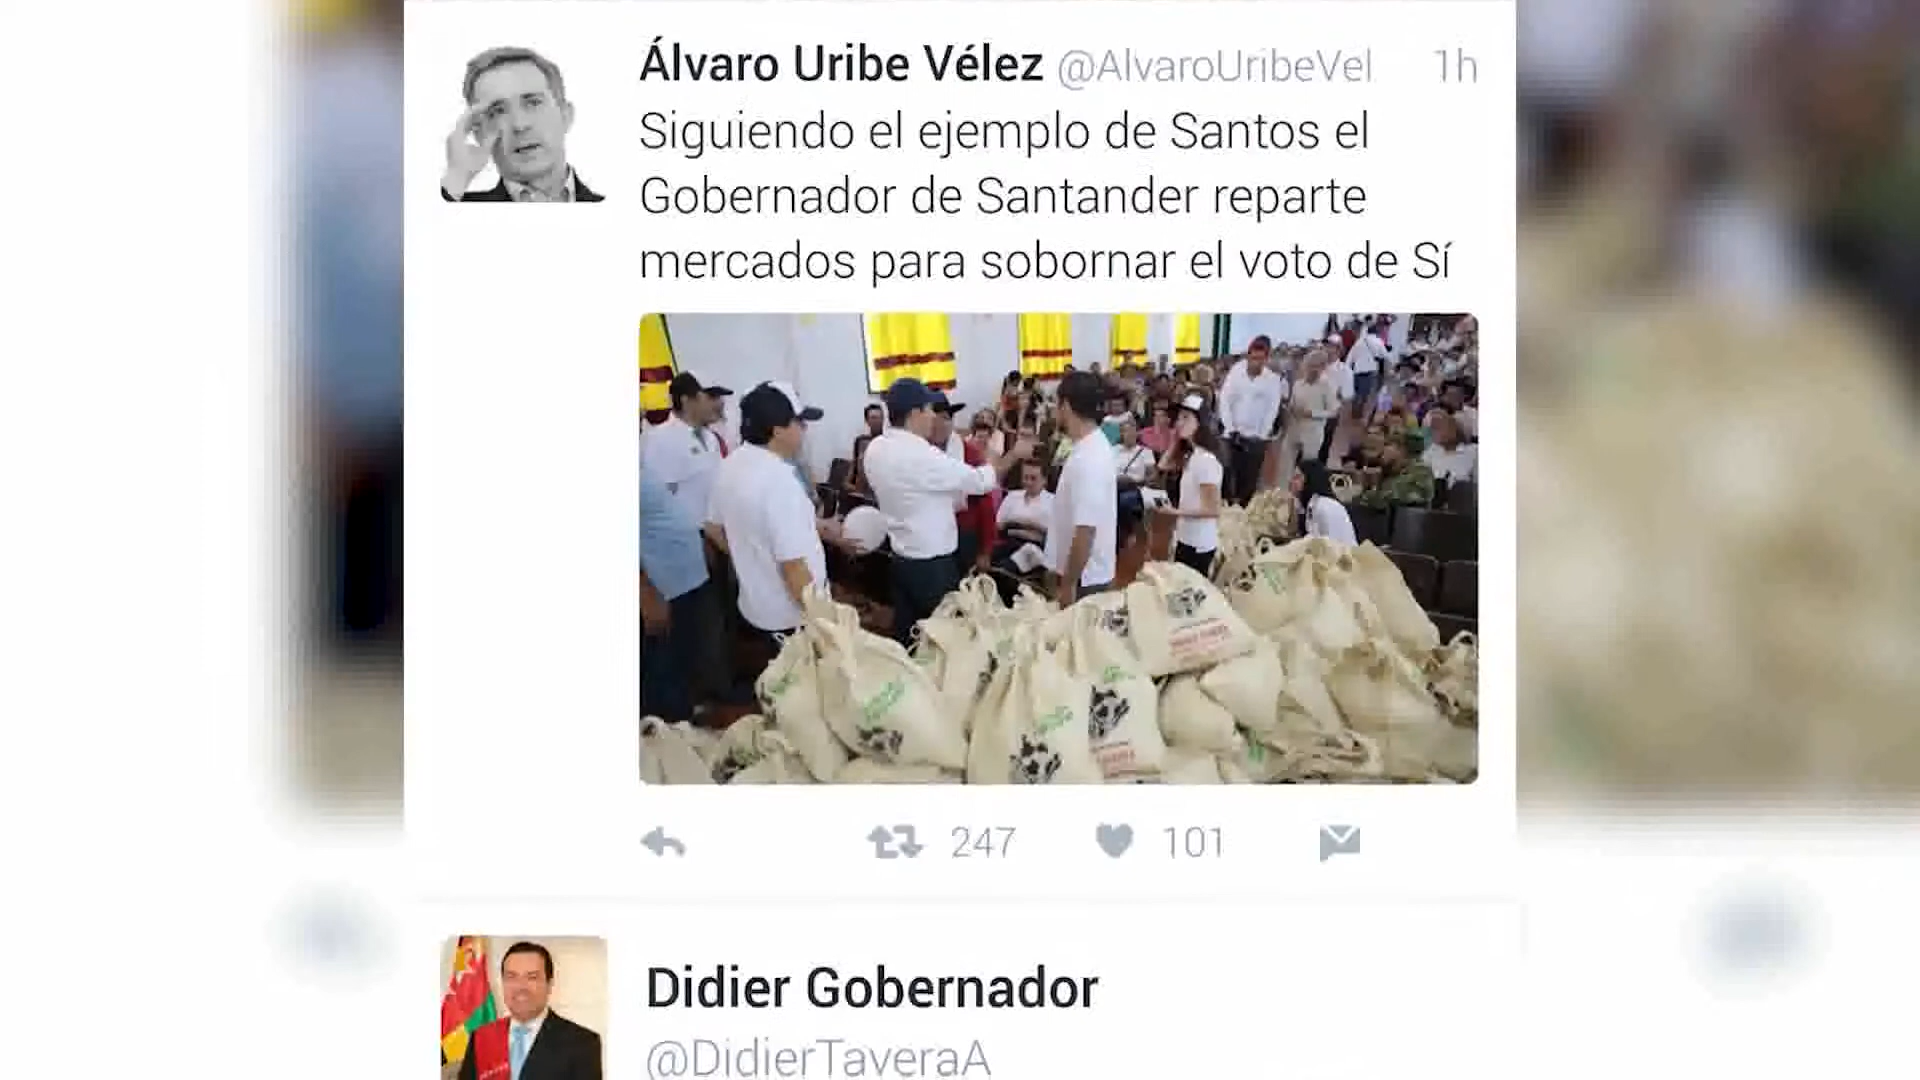 Álvaro Uribe Vélez @AlvaroUribeVel 1h
Siguiendo el ejemplo de Santos el
Gobernador de Santander reparte
mercados para sobornar el voto de Sí
247 101
Didier Gobernador
@DidierTaveraA